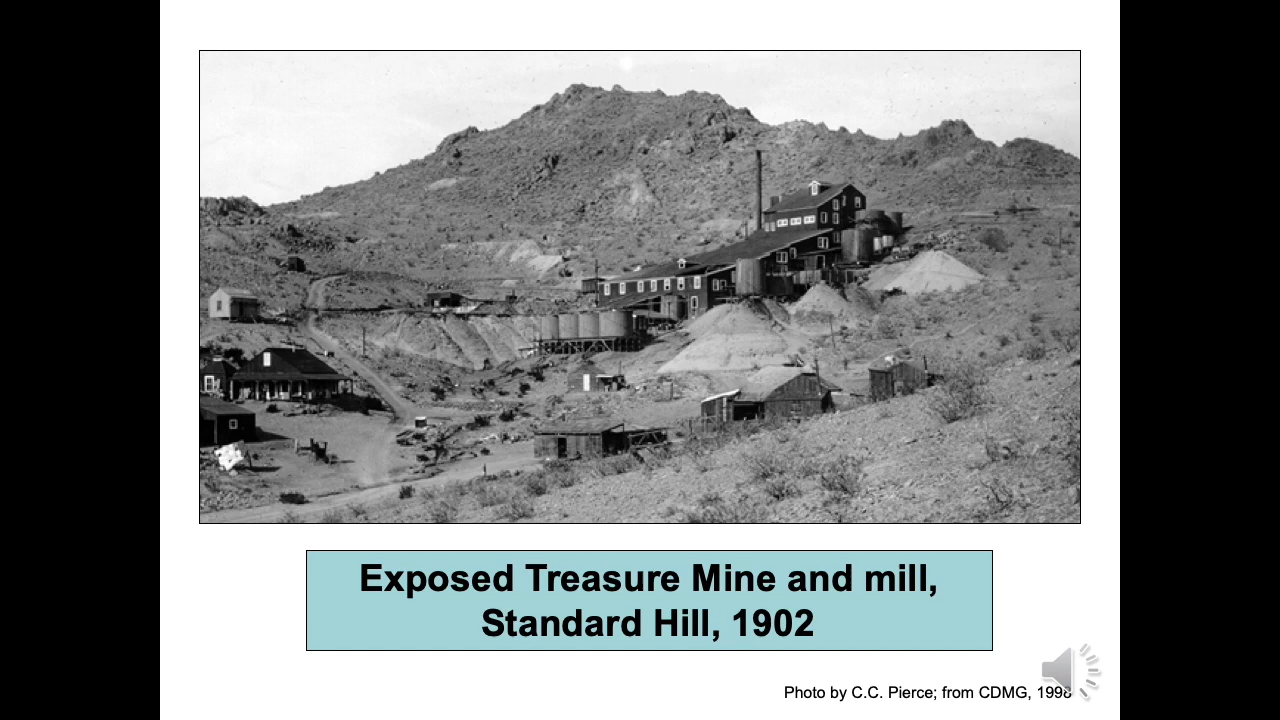 Exposed Treasure Mine and mill,
Standard Hill, 1902
Photo by C.C. Pierce; from CDMG, 1998